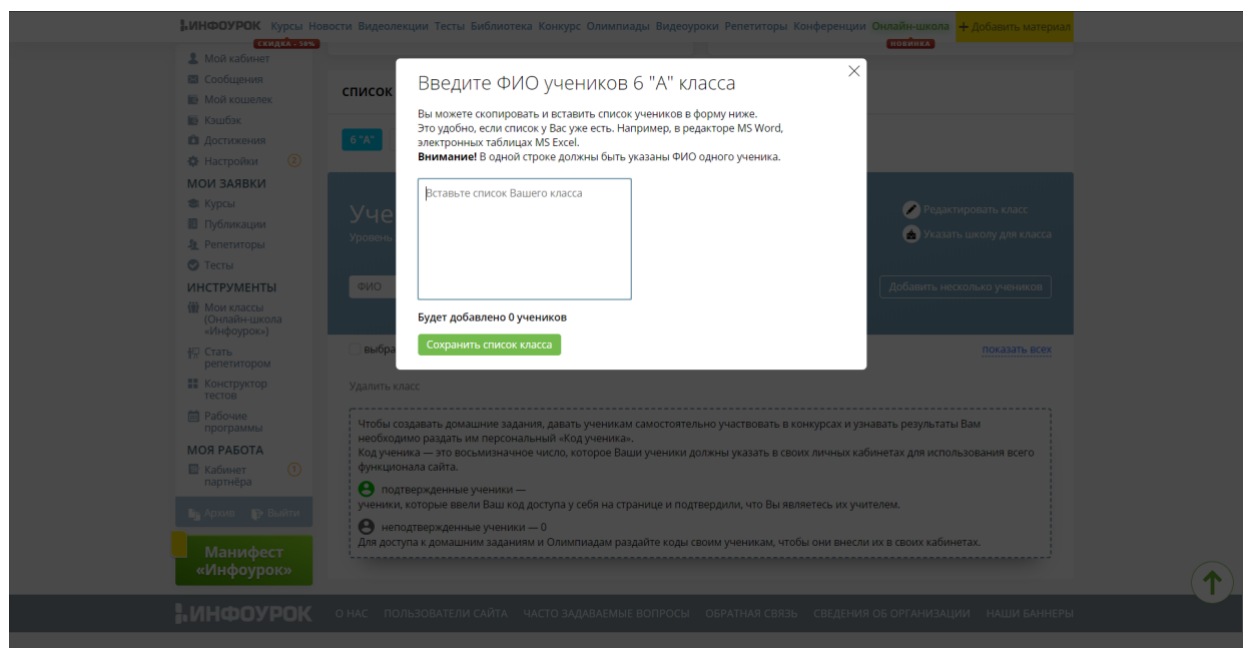 ИНФОУРОК Курсы Новости Видеолекции Тесты Библиотека Конкурс Олимпиады Видеоуроки Репетиторы Конференции Онлайн-школа + Добавить материал
СКИДКА - 50%
НОВИНКА
Мой кабинет
Сообщения
Мой кошелек
Кэшбэк
Достижения
Настройки 2
МОИ ЗАЯВКИ
Курсы
Публикации
Репетиторы
Тесты
ИНСТРУМЕНТЫ
Мои классы
(Онлайн-школа
«Инфоурок»)
Стать
репетитором
Конструктор
тестов
Рабочие
программы
МОЯ РАБОТА
Кабинет
партнёра 1
Архив Выйти
Манифест
«Инфоурок»
список
6 "А"
Уче
Уровень
ФИО
Редактировать класс
Указать школу для класса
Добавить несколько учеников
Введите ФИО учеников 6 "А" класса
Вы можете скопировать и вставить список учеников в форму ниже.
Это удобно, если список у Вас уже есть. Например, в редакторе MS Word,
электронных таблицах MS Excel.
Внимание! В одной строке должны быть указаны ФИО одного ученика.
Вставьте список Вашего класса
Будет добавлено 0 учеников
Сохранить список класса
выбра
показать всех
Удалить класс
Чтобы создавать домашние задания, давать ученикам самостоятельно участвовать в конкурсах и узнавать результаты Вам
необходимо раздать им персональный «Код ученика».
Код ученика — это восьмизначное число, которое Ваши ученики должны указать в своих личных кабинетах для использования всего
функционала сайта.
подтвержденные ученики —
ученики, которые ввели Ваш код доступа у себя на странице и подтвердили, что Вы являетесь их учителем.
неподтвержденные ученики — 0
Для доступа к домашним заданиям и Олимпиадам раздайте коды своим ученикам, чтобы они внесли их в своих кабинетах.
ИНФОУРОК О НАС ПОЛЬЗОВАТЕЛИ САЙТА ЧАСТО ЗАДАВАЕМЫЕ ВОПРОСЫ ОБРАТНАЯ СВЯЗЬ СВЕДЕНИЯ ОБ ОРГАНИЗАЦИИ НАШИ БАННЕРЫ